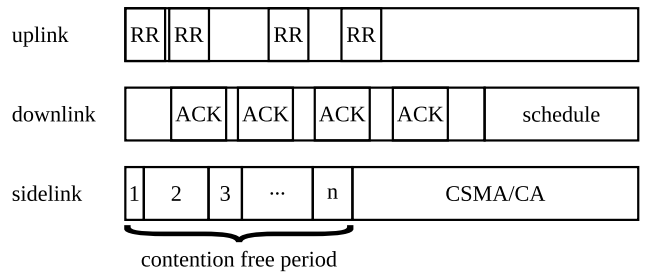 uplink RR RR RR RR
downlink ACK ACK ACK ACK schedule
sidelink 1 2 3 ... n CSMA/CA
contention free period